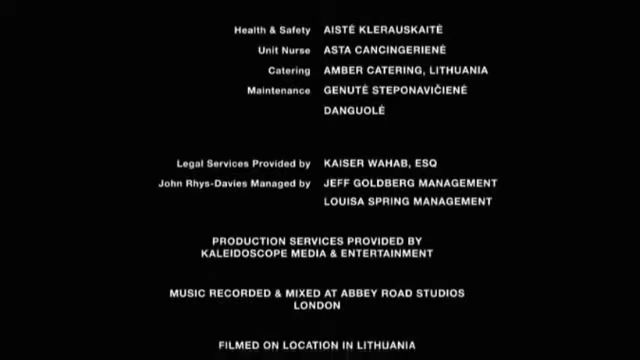 Health & Safety AISTĖ KLERAUSKAITĖ
Unit Nurse ASTA CANCINGERIENĖ
Catering AMBER CATERING, LITHUANIA
Maintenance GENUTĖ STEPONAVIČIENĖ
DANGUOLĖ
Legal Services Provided by KAISER WAHAB, ESQ
John Rhys-Davies Managed by JEFF GOLDBERG MANAGEMENT
LOUISA SPRING MANAGEMENT
PRODUCTION SERVICES PROVIDED BY
KALEIDOSCOPE MEDIA & ENTERTAINMENT
MUSIC RECORDED & MIXED AT ABBEY ROAD STUDIOS
LONDON
FILMED ON LOCATION IN LITHUANIA